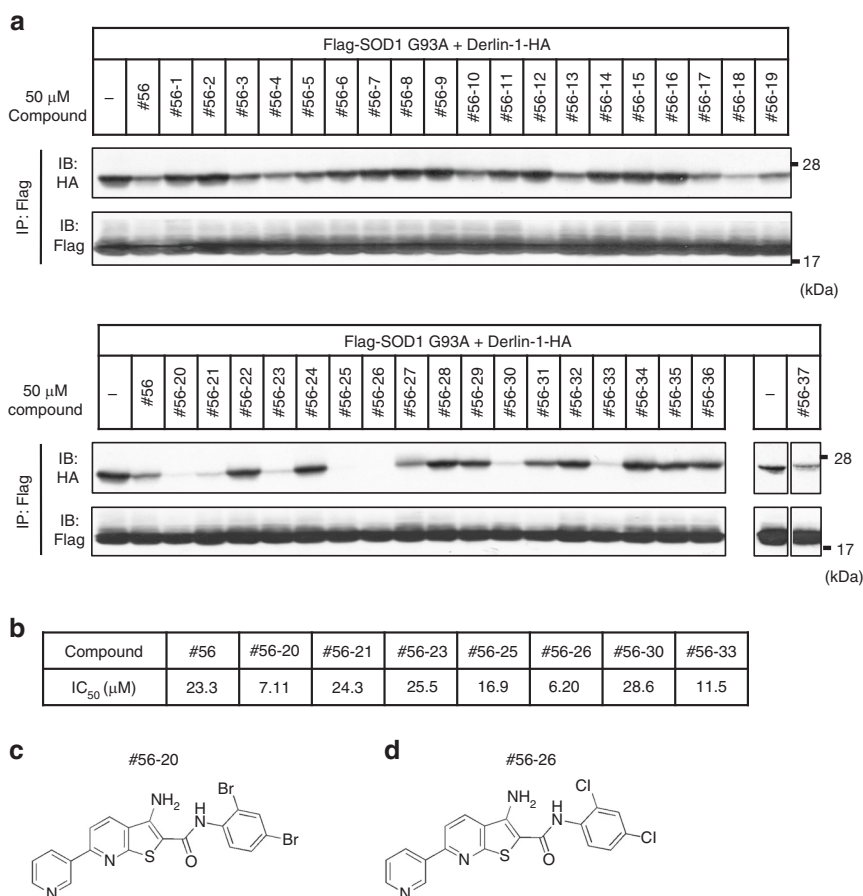 a
Flag-SOD1 G93A + Derlin-1-HA
50 μM
Compound
– #56 #56-1 #56-2 #56-3 #56-4 #56-5 #56-6 #56-7 #56-8 #56-9 #56-10 #56-11 #56-12 #56-13 #56-14 #56-15 #56-16 #56-17 #56-18 #56-19
IP: Flag
IB:
HA
28
IB:
Flag
17
(kDa)
Flag-SOD1 G93A + Derlin-1-HA
50 μM
compound
– #56 #56-20 #56-21 #56-22 #56-23 #56-24 #56-25 #56-26 #56-27 #56-28 #56-29 #56-30 #56-31 #56-32 #56-33 #56-34 #56-35 #56-36 – #56-37
IP: Flag
IB:
HA
28
IB:
Flag
17
(kDa)
b
Compound #56 #56-20 #56-21 #56-23 #56-25 #56-26 #56-30 #56-33
IC50 (μM) 23.3 7.11 24.3 25.5 16.9 6.20 28.6 11.5
c
#56-20
Br
NH2
H
N
Br
N
S
O
N
d
#56-26
Cl
NH2
H
N
Cl
N
S
O
N